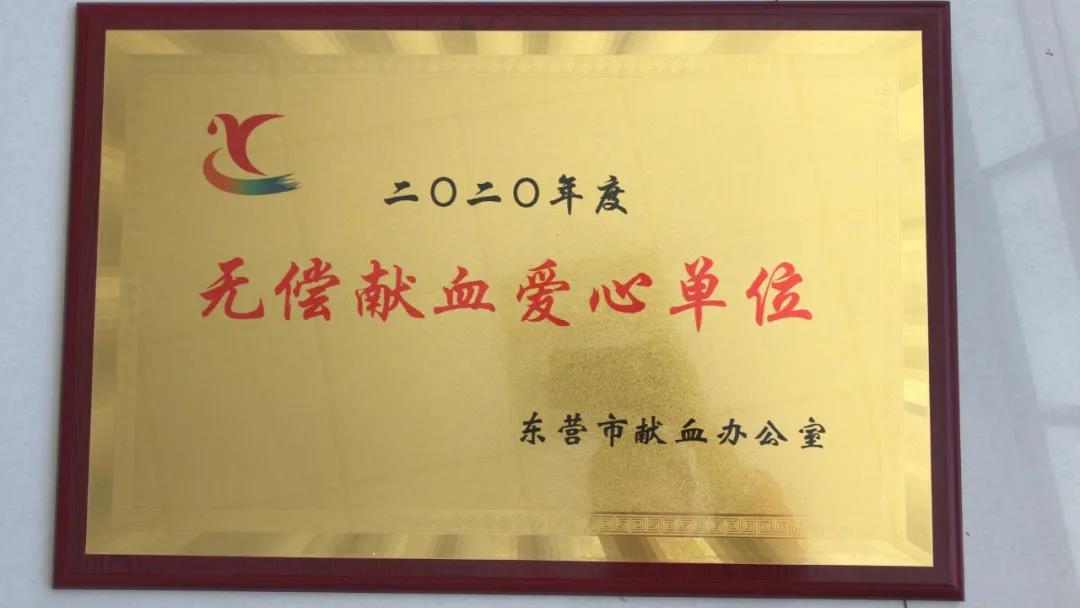 二〇二〇年度
无偿献血爱心单位
东营市献血办公室